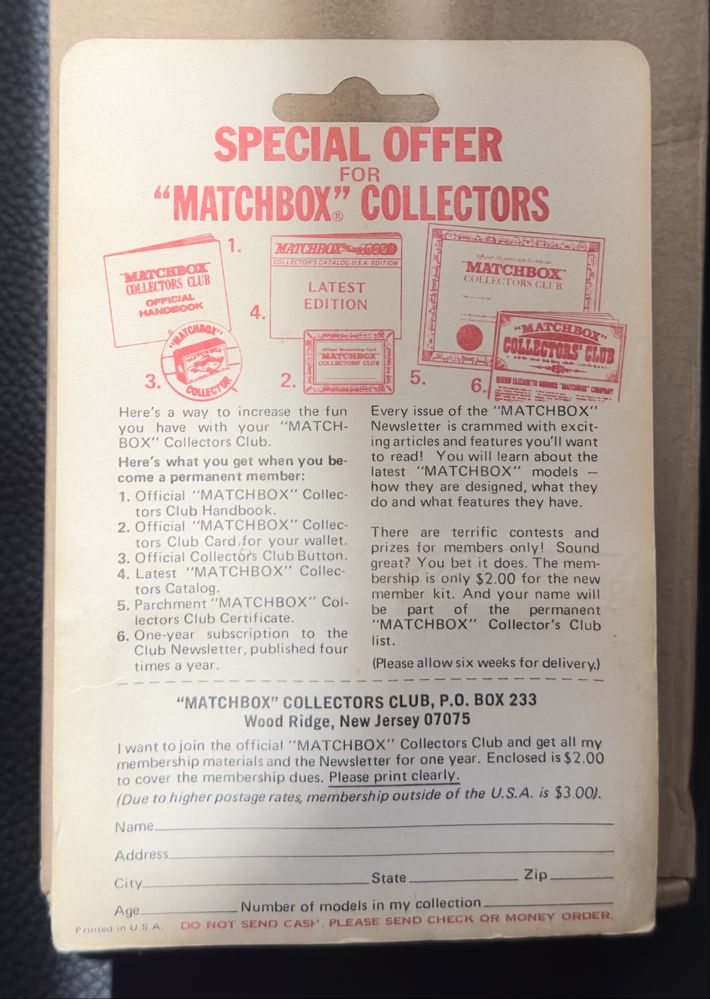 SPECIAL OFFER
FOR
“MATCHBOX”® COLLECTORS
1.
“MATCHBOX”
COLLECTORS CLUB
OFFICIAL
HANDBOOK
4.
MATCHBOX
COLLECTOR'S CATALOG U.S.A. EDITION
LATEST
EDITION
Official Membership Certificate
“MATCHBOX”
COLLECTORS CLUB
3.
“MATCHBOX”
COLLECTOR
2.
Official Membership Card
“MATCHBOX”
COLLECTORS' CLUB
5.
6.
“MATCHBOX”
COLLECTORS' CLUB
QUEEN ELIZABETH HONORS “MATCHBOX” COMPANY
Here's a way to increase the fun
you have with your “MATCH-
BOX” Collectors Club.
Here's what you get when you be-
come a permanent member:
1. Official “MATCHBOX” Collec-
tors Club Handbook.
2. Official “MATCHBOX” Collec-
tors Club Card for your wallet.
3. Official Collectors Club Button.
4. Latest “MATCHBOX” Collec-
tors Catalog.
5. Parchment “MATCHBOX” Col-
lectors Club Certificate.
6. One-year subscription to the
Club Newsletter, published four
times a year.
Every issue of the “MATCHBOX”
Newsletter is crammed with excit-
ing articles and features you'll want
to read! You will learn about the
latest “MATCHBOX” models —
how they are designed, what they
do and what features they have.
There are terrific contests and
prizes for members only! Sound
great? You bet it does. The mem-
bership is only $2.00 for the new
member kit. And your name will
be part of the permanent
“MATCHBOX” Collector's Club
list.
(Please allow six weeks for delivery.)
“MATCHBOX” COLLECTORS CLUB, P.O. BOX 233
Wood Ridge, New Jersey 07075
I want to join the official “MATCHBOX” Collectors Club and get all my
membership materials and the Newsletter for one year. Enclosed is $2.00
to cover the membership dues. Please print clearly.
(Due to higher postage rates, membership outside of the U.S.A. is $3.00).
Name
Address
City State Zip
Age Number of models in my collection
Printed in U.S.A. DO NOT SEND CASH. PLEASE SEND CHECK OR MONEY ORDER.